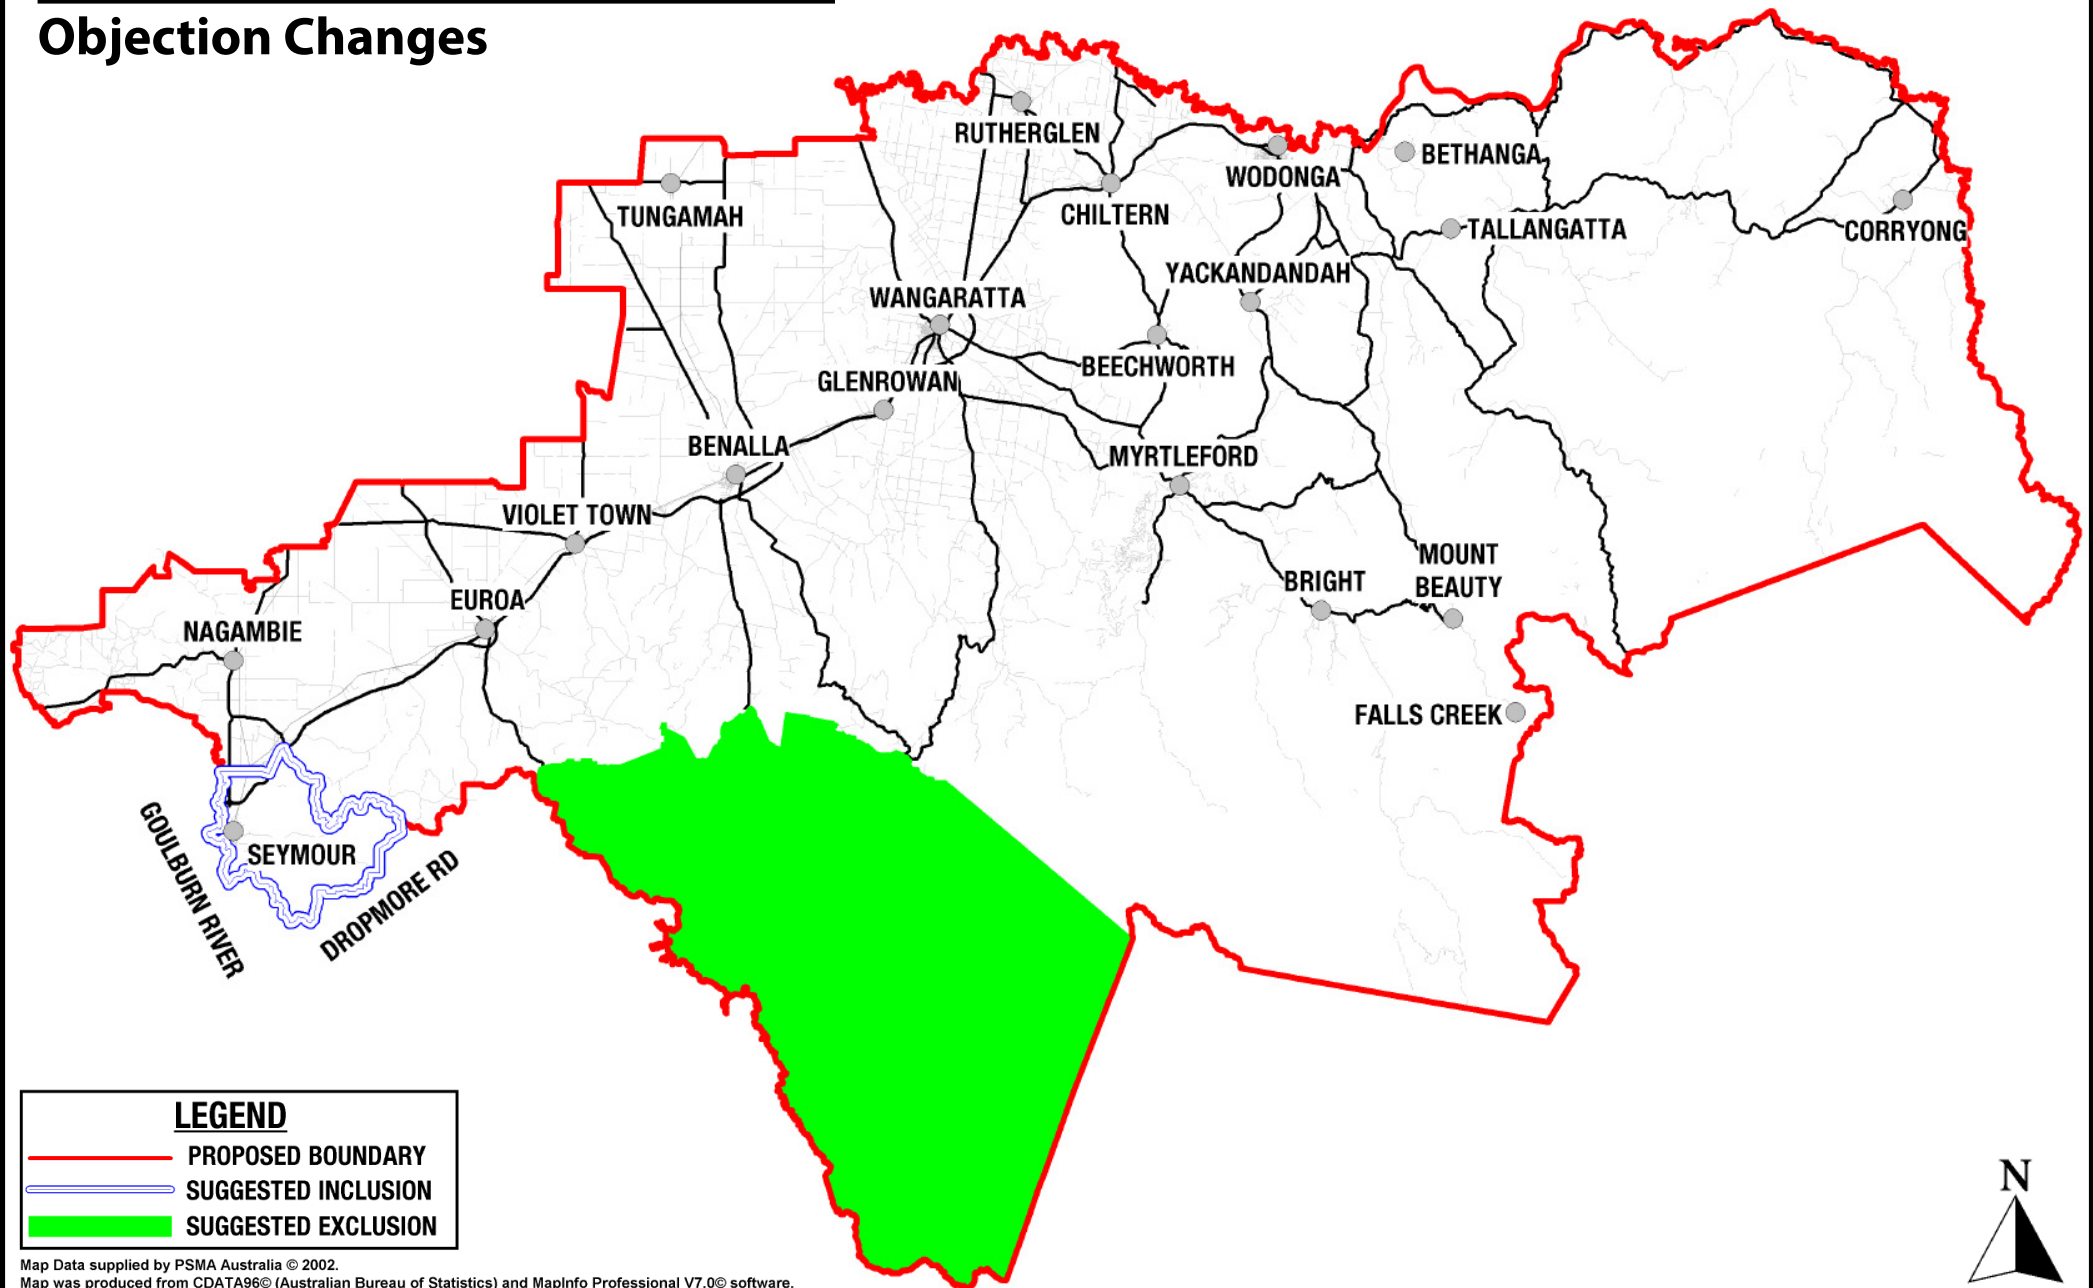 Objection Changes
RUTHERGLEN
BETHANGA
WODONGA
TUNGAMAH
CHILTERN
TALLANGATTA
CORRYONG
YACKANDANDAH
WANGARATTA
BEECHWORTH
GLENROWAN
BENALLA
MYRTLEFORD
VIOLET TOWN
MOUNT
BEAUTY
BRIGHT
EUROA
NAGAMBIE
FALLS CREEK
GOULBURN RIVER
SEYMOUR
DROPMORE RD
LEGEND
PROPOSED BOUNDARY
SUGGESTED INCLUSION
SUGGESTED EXCLUSION
N
Map Data supplied by PSMA Australia © 2002.
Map was produced from CDATA96© (Australian Bureau of Statistics) and MapInfo Professional V7.0© software.